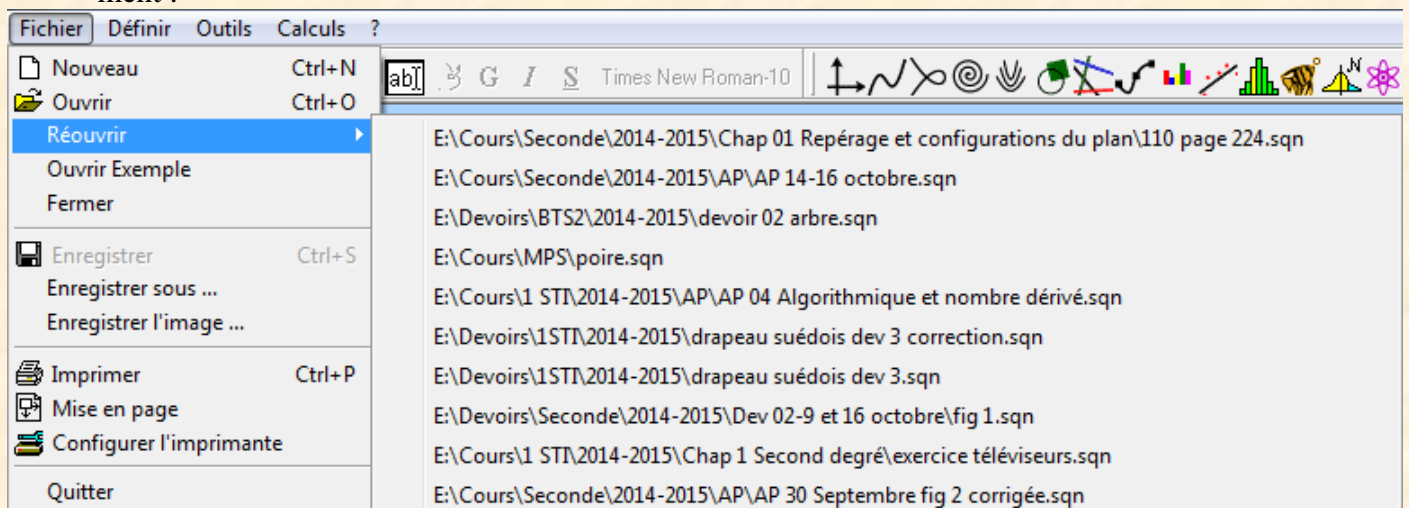 ment :
Fichier Définir Outils Calculs ?
Nouveau Ctrl+N
Ouvrir Ctrl+O
Réouvrir
Ouvrir Exemple
Fermer
Enregistrer Ctrl+S
Enregistrer sous ...
Enregistrer l'image ...
Imprimer Ctrl+P
Mise en page
Configurer l'imprimante
Quitter
ab G I S Times New Roman-10
N
E:\Cours\Seconde\2014-2015\Chap 01 Repérage et configurations du plan\110 page 224.sqn
E:\Cours\Seconde\2014-2015\AP\AP 14-16 octobre.sqn
E:\Devoirs\BTS2\2014-2015\devoir 02 arbre.sqn
E:\Cours\MPS\poire.sqn
E:\Cours\1 STI\2014-2015\AP\AP 04 Algorithmique et nombre dérivé.sqn
E:\Devoirs\1STI\2014-2015\drapeau suédois dev 3 correction.sqn
E:\Devoirs\1STI\2014-2015\drapeau suédois dev 3.sqn
E:\Devoirs\Seconde\2014-2015\Dev 02-9 et 16 octobre\fig 1.sqn
E:\Cours\1 STI\2014-2015\Chap 1 Second degré\exercice téléviseurs.sqn
E:\Cours\Seconde\2014-2015\AP\AP 30 Septembre fig 2 corrigée.sqn